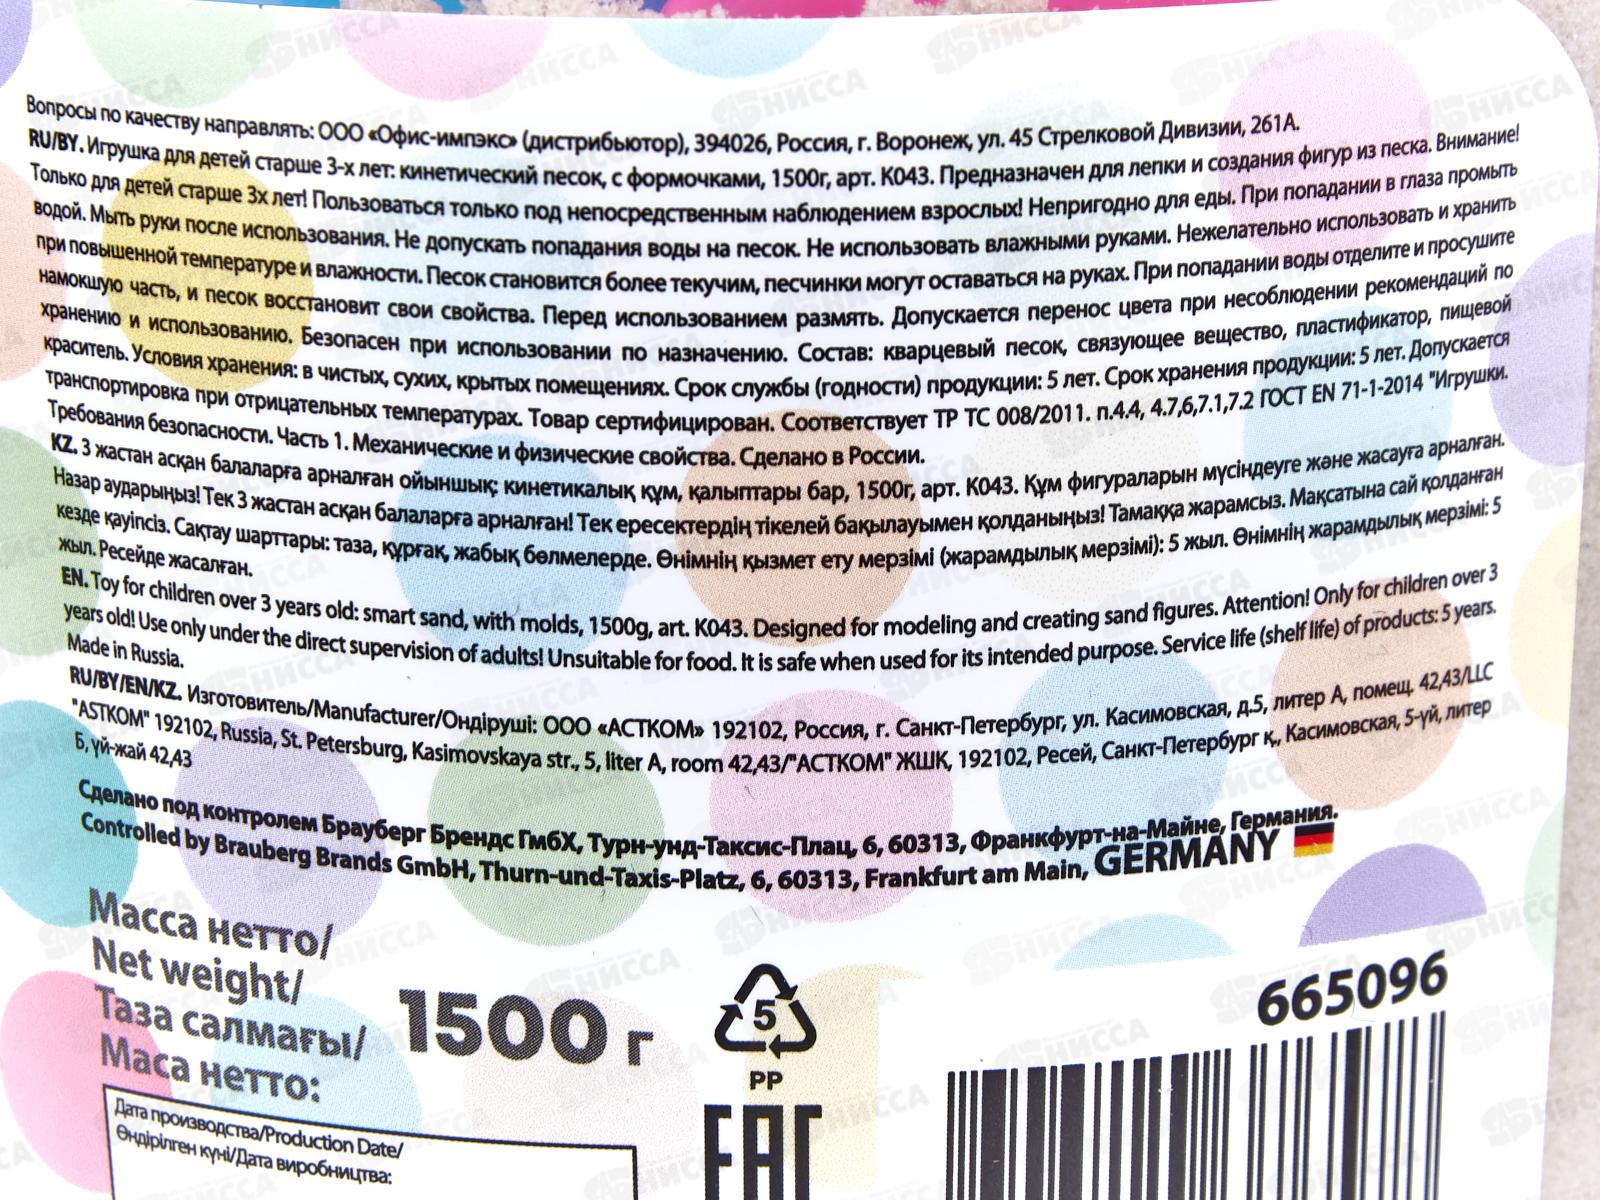 Вопросы по качеству направлять: ООО «Офис-импэкс» (дистрибьютор), 394026, Россия, г. Воронеж, ул. 45 Стрелковой Дивизии, 261А.
RU/BY. Игрушка для детей старше 3-х лет: кинетический песок, с формочками, 1500г, арт. К043. Предназначен для лепки и создания фигур из песка. Внимание!
Только для детей старше 3х лет! Пользоваться только под непосредственным наблюдением взрослых! Непригодно для еды. При попадании в глаза промыть
водой. Мыть руки после использования. Не допускать попадания воды на песок. Не использовать влажными руками. Нежелательно использовать и хранить
при повышенной температуре и влажности. Песок становится более текучим, песчинки могут оставаться на руках. При попадании воды отделите и просушите
намокшую часть, и песок восстановит свои свойства. Перед использованием размять. Допускается перенос цвета при несоблюдении рекомендаций по
хранению и использованию. Безопасен при использовании по назначению. Состав: кварцевый песок, связующее вещество, пластификатор, пищевой
краситель. Условия хранения: в чистых, сухих, крытых помещениях. Срок службы (годности) продукции: 5 лет. Срок хранения продукции: 5 лет. Допускается
транспортировка при отрицательных температурах. Товар сертифицирован. Соответствует ТР ТС 008/2011. п.4.4, 4.7,6,7.1,7.2 ГОСТ EN 71-1-2014 "Игрушки.
Требования безопасности. Часть 1. Механические и физические свойства. Сделано в России.
KZ. 3 жастан асқан балаларға арналған ойыншық: кинетикалық құм, қалыптары бар, 1500г, арт. К043. Құм фигураларын мүсіндеуге және жасауға арналған.
Назар аударыңыз! Тек 3 жастан асқан балаларға арналған! Тек ересектердің тікелей бақылауымен қолданыңыз! Тамаққа жарамсыз. Мақсатына сай қолданған
кезде қауіпсіз. Сақтау шарттары: таза, құрғақ, жабық бөлмелерде. Өнімнің қызмет ету мерзімі (жарамдылық мерзімі): 5 жыл. Өнімнің жарамдылық мерзімі: 5
жыл. Ресейде жасалған.
EN. Toy for children over 3 years old: smart sand, with molds, 1500g, art. K043. Designed for modeling and creating sand figures. Attention! Only for children over 3
years old! Use only under the direct supervision of adults! Unsuitable for food. It is safe when used for its intended purpose. Service life (shelf life) of products: 5 years.
Made in Russia.
RU/BY/EN/KZ. Изготовитель/Manufacturer/Өндіруші: ООО «АСТКОМ» 192102, Россия, г. Санкт-Петербург, ул. Касимовская, д.5, литер А, помещ. 42,43/LLC
"ASTKOM" 192102, Russia, St. Petersburg, Kasimovskaya str., 5, liter A, room 42,43/"АСТКОМ" ЖШҚ, 192102, Ресей, Санкт-Петербург қ., Касимовская, 5-үй, литер
Б, үй-жай 42,43
Сделано под контролем Брауберг Брендс ГмбХ, Турн-унд-Таксис-Плац, 6, 60313, Франкфурт-на-Майне, Германия.
Controlled by Brauberg Brands GmbH, Thurn-und-Taxis-Platz, 6, 60313, Frankfurt am Main, GERMANY
Масса нетто/
Net weight/
Таза салмағы/
Маса нетто:
1500 г
5
PP
EAC
665096
Дата производства/Production Date/
Өндірілген күні/Дата виробництва:
НИССА